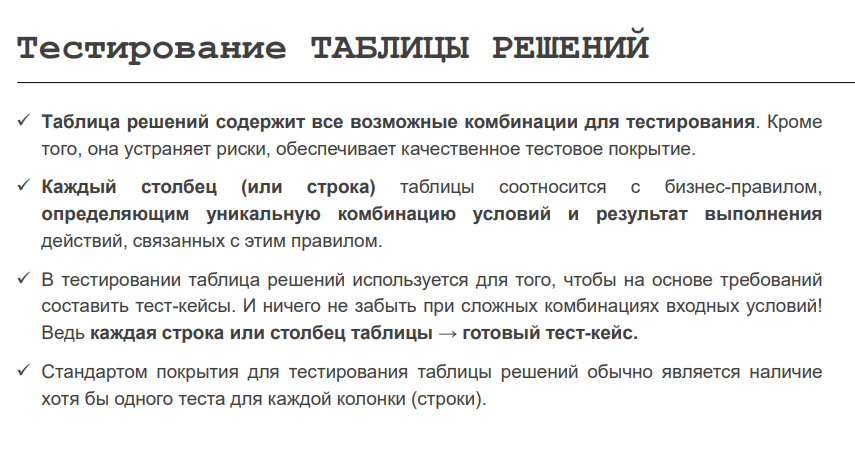 Тестирование ТАБЛИЦЫ РЕШЕНИЙ
✓ Таблица решений содержит все возможные комбинации для тестирования. Кроме
того, она устраняет риски, обеспечивает качественное тестовое покрытие.
✓ Каждый столбец (или строка) таблицы соотносится с бизнес-правилом,
определяющим уникальную комбинацию условий и результат выполнения
действий, связанных с этим правилом.
✓ В тестировании таблица решений используется для того, чтобы на основе требований
составить тест-кейсы. И ничего не забыть при сложных комбинациях входных условий!
Ведь каждая строка или столбец таблицы → готовый тест-кейс.
✓ Стандартом покрытия для тестирования таблицы решений обычно является наличие
хотя бы одного теста для каждой колонки (строки).